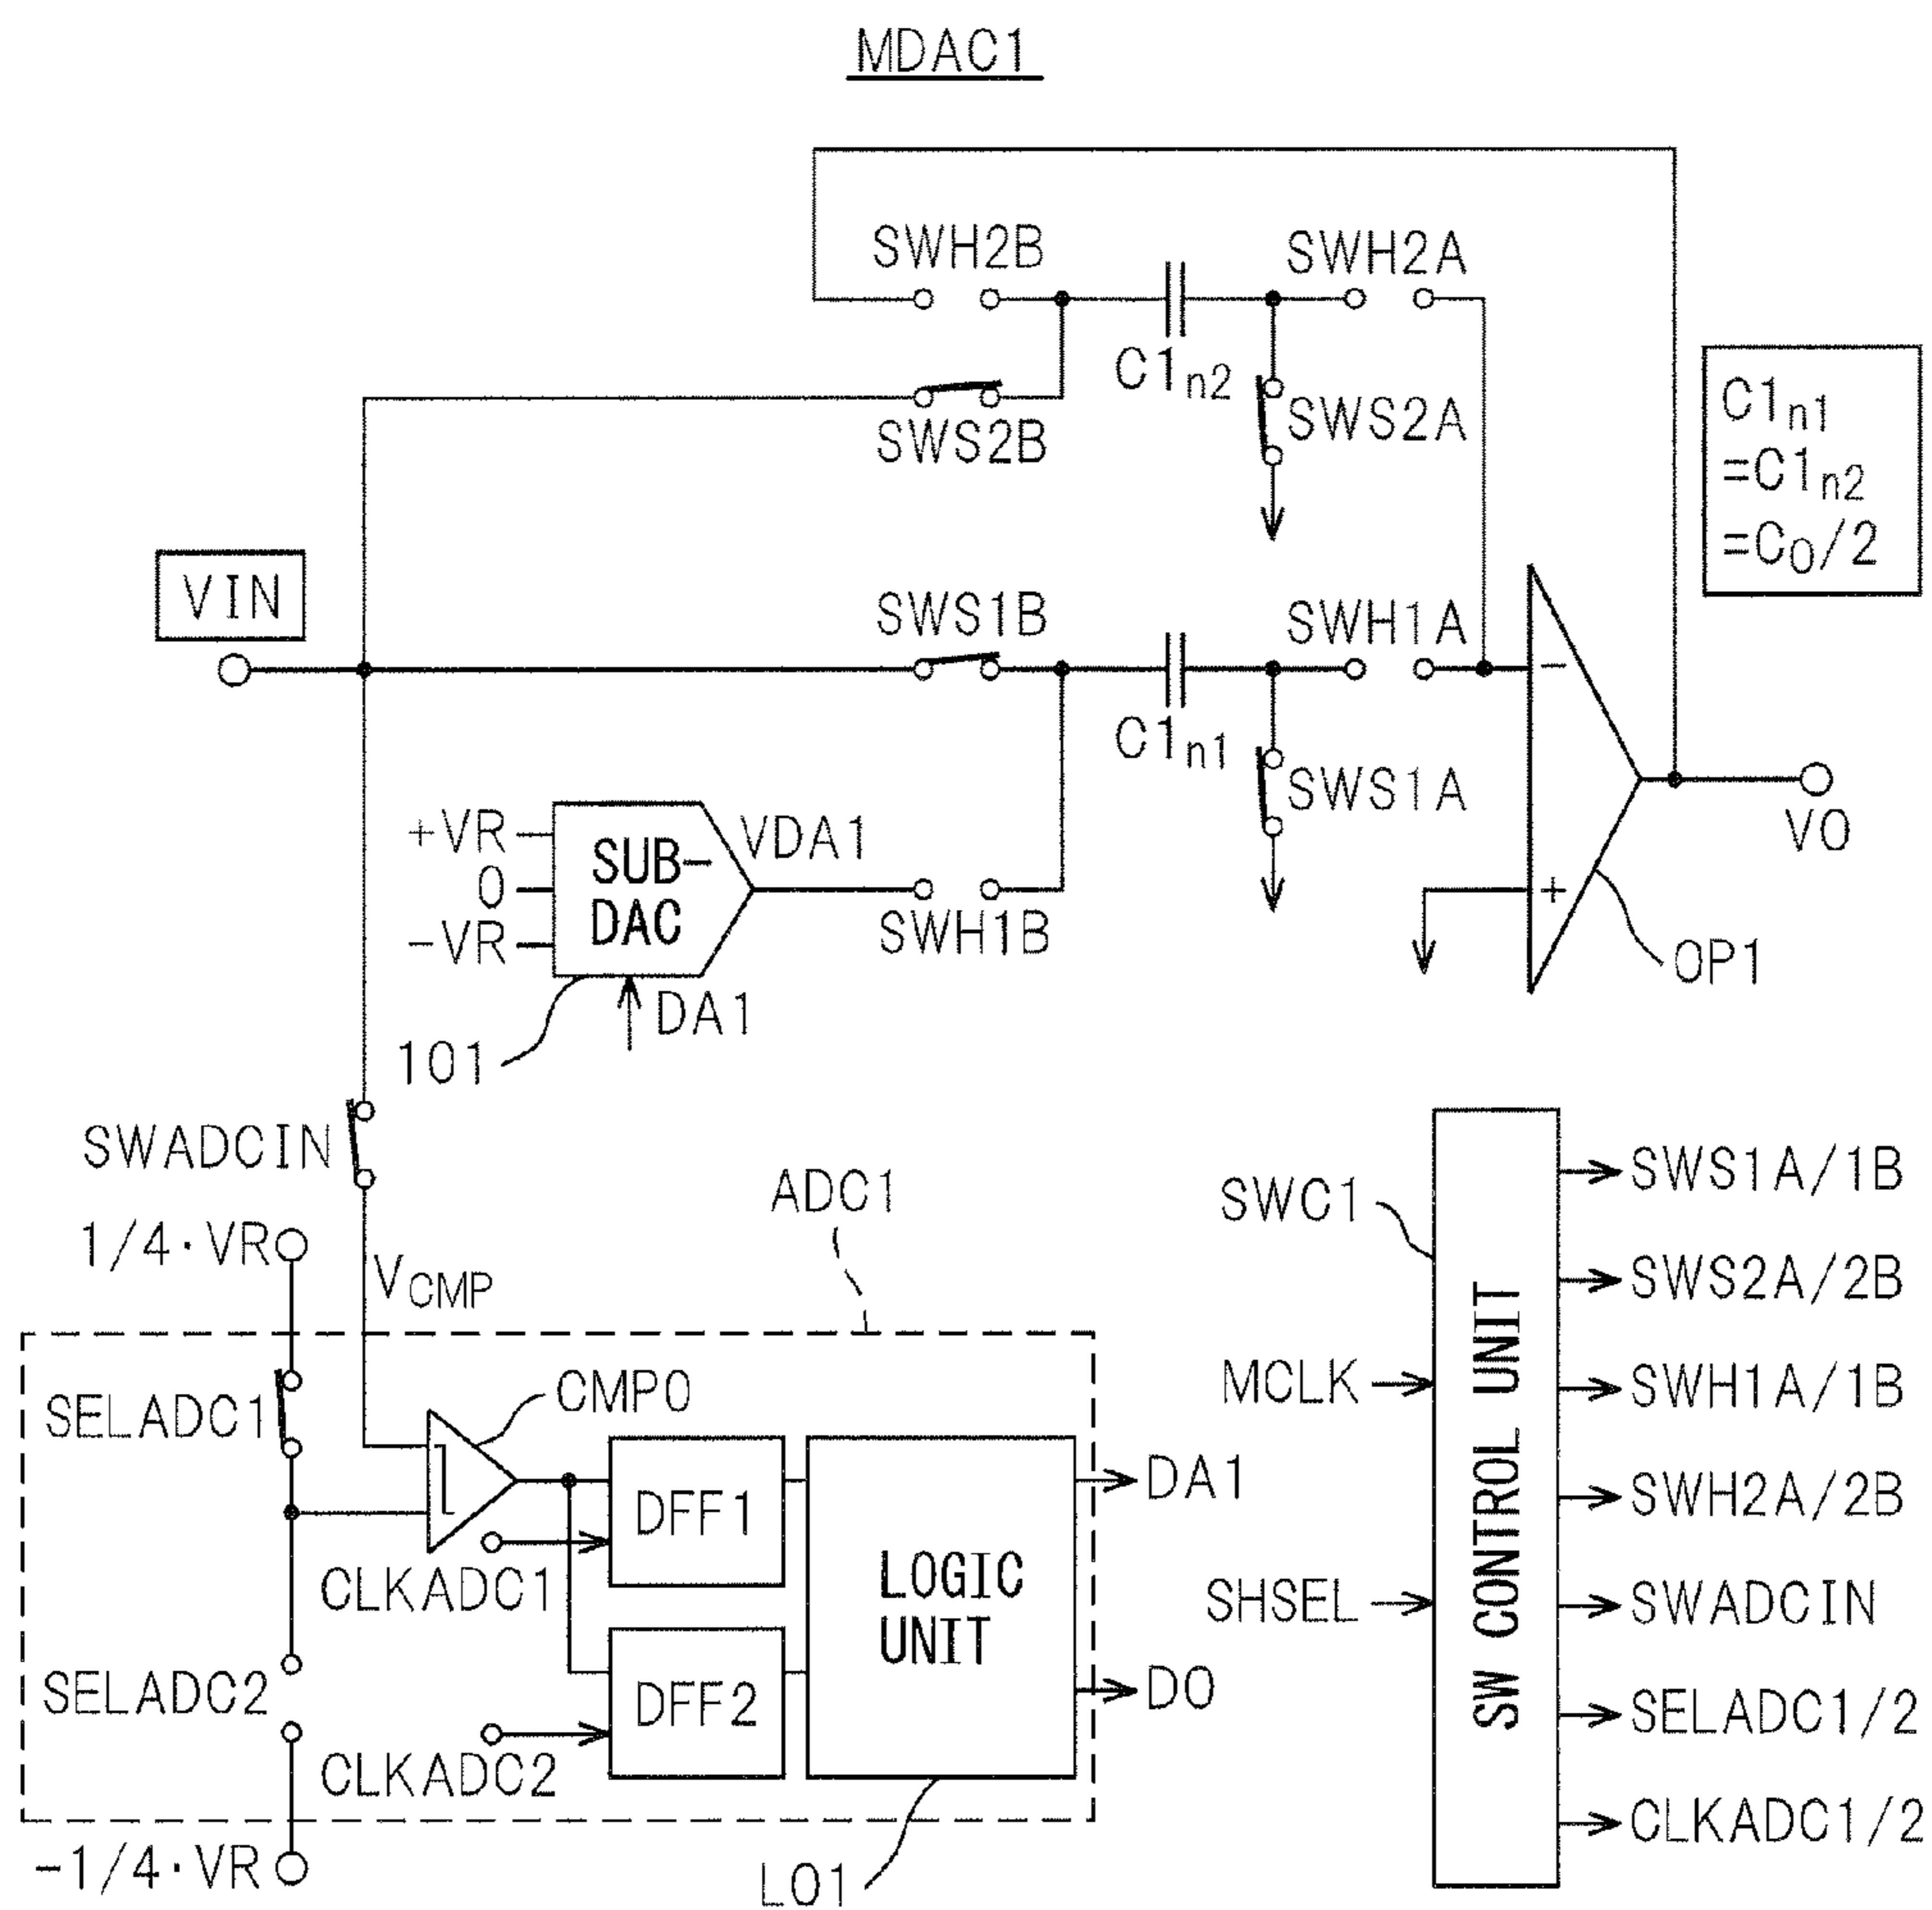 MDAC1
SWH2B
SWH2A
C1n2
SWS2B
SWS2A
C1n1
=C1n2
=C0/2
VIN
SWS1B
SWH1A
−
C1n1
SWS1A
+VR
0
−VR
SUB-
DAC
VDA1
SWH1B
VO
+
OP1
DA1
101
SWADCIN
1/4·VR
VCMP
ADC1
SELADC1
CMP0
DFF1
CLKADC1
LOGIC
UNIT
DA1
SELADC2
DFF2
CLKADC2
DO
−1/4·VR
LO1
SWC1
MCLK
SHSEL
SW CONTROL UNIT
SWS1A/1B
SWS2A/2B
SWH1A/1B
SWH2A/2B
SWADCIN
SELADC1/2
CLKADC1/2